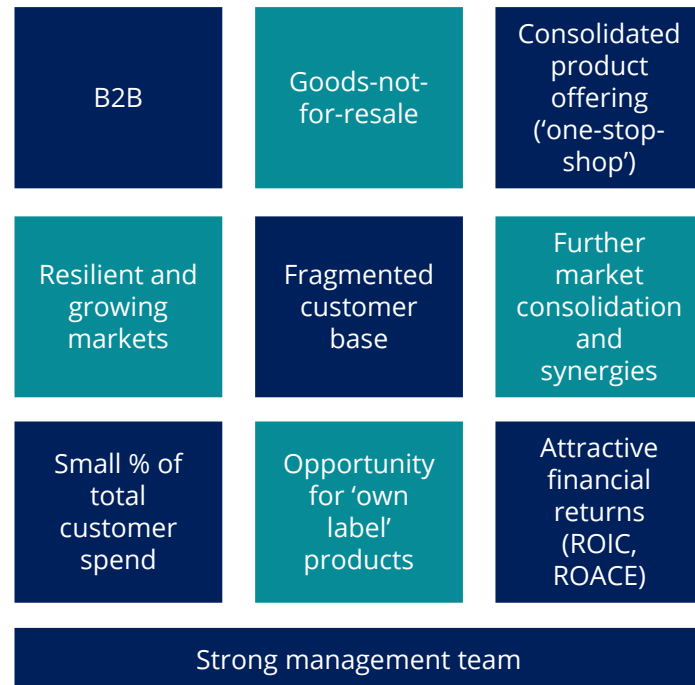 B2B
Goods-not-
for-resale
Consolidated
product
offering
(‘one-stop-
shop’)
Resilient and
growing
markets
Fragmented
customer
base
Further
market
consolidation
and
synergies
Small % of
total
customer
spend
Opportunity
for ‘own
label’
products
Attractive
financial
returns
(ROIC,
ROACE)
Strong management team